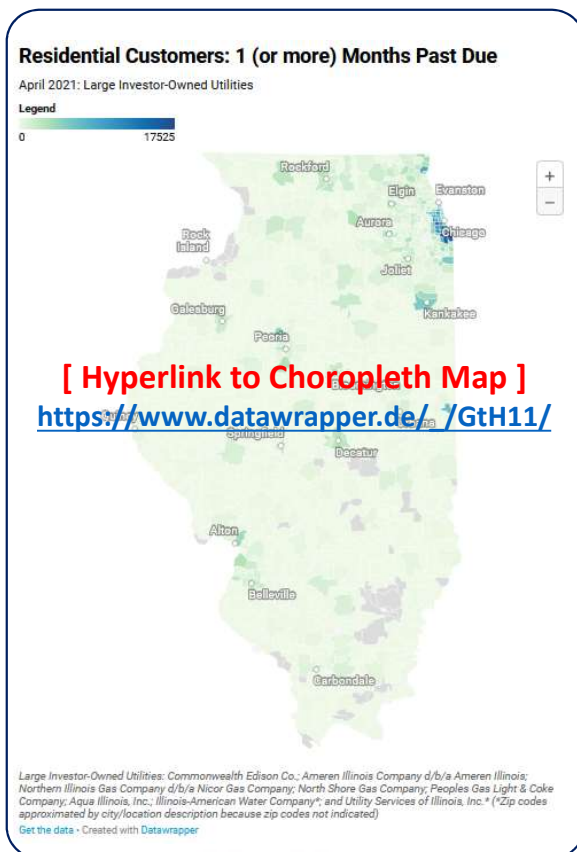 Residential Customers: 1 (or more) Months Past Due
April 2021: Large Investor-Owned Utilities
Legend
0 17525
+
−
Rockford
Elgin Evanston
Aurora Chicago
Rock
Island
Joliet
Galesburg Kankakee
Peoria
[ Hyperlink to Choropleth Map ]
https://www.datawrapper.de/_/GtH11/
Springfield
Decatur
Alton
Belleville
Carbondale
Large Investor-Owned Utilities: Commonwealth Edison Co.; Ameren Illinois Company d/b/a Ameren Illinois;
Northern Illinois Gas Company d/b/a Nicor Gas Company; North Shore Gas Company; Peoples Gas Light & Coke
Company; Aqua Illinois, Inc.; Illinois-American Water Company*; and Utility Services of Illinois, Inc.* (*Zip codes
approximated by city/location description because zip codes not indicated)
Get the data • Created with Datawrapper